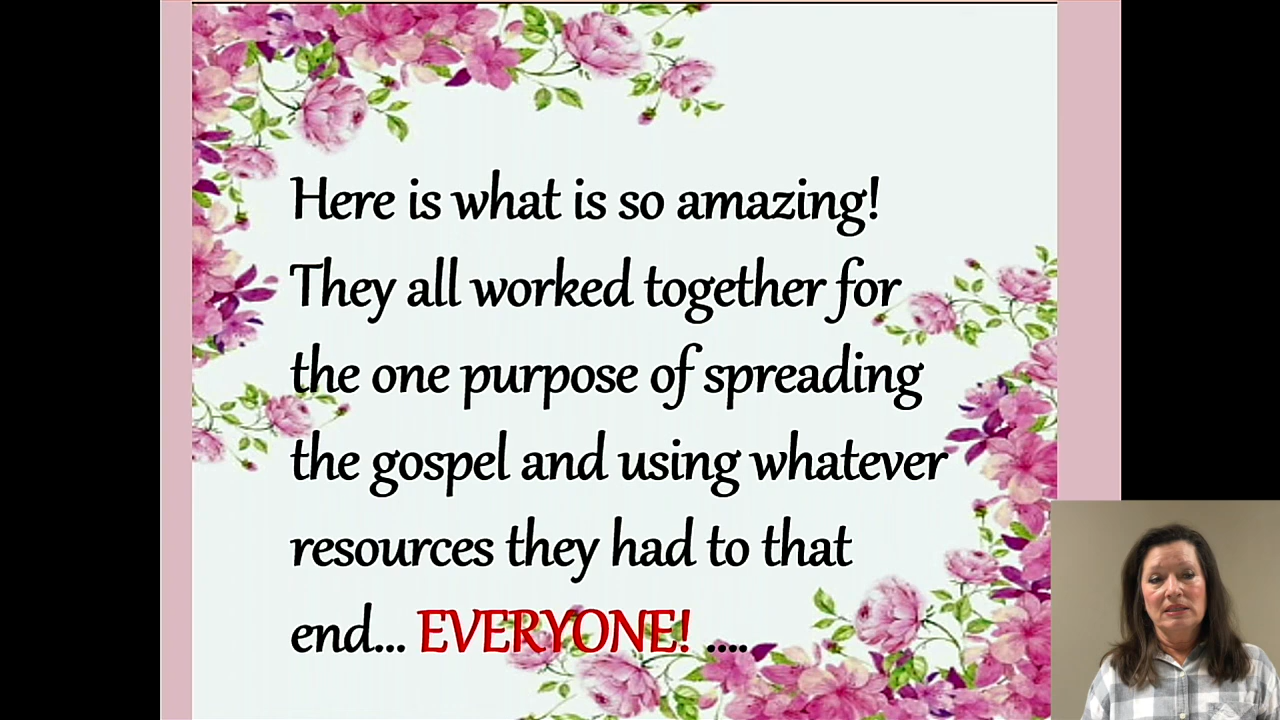 Here is what is so amazing!
They all worked together for
the one purpose of spreading
the gospel and using whatever
resources they had to that
end... EVERYONE! ....